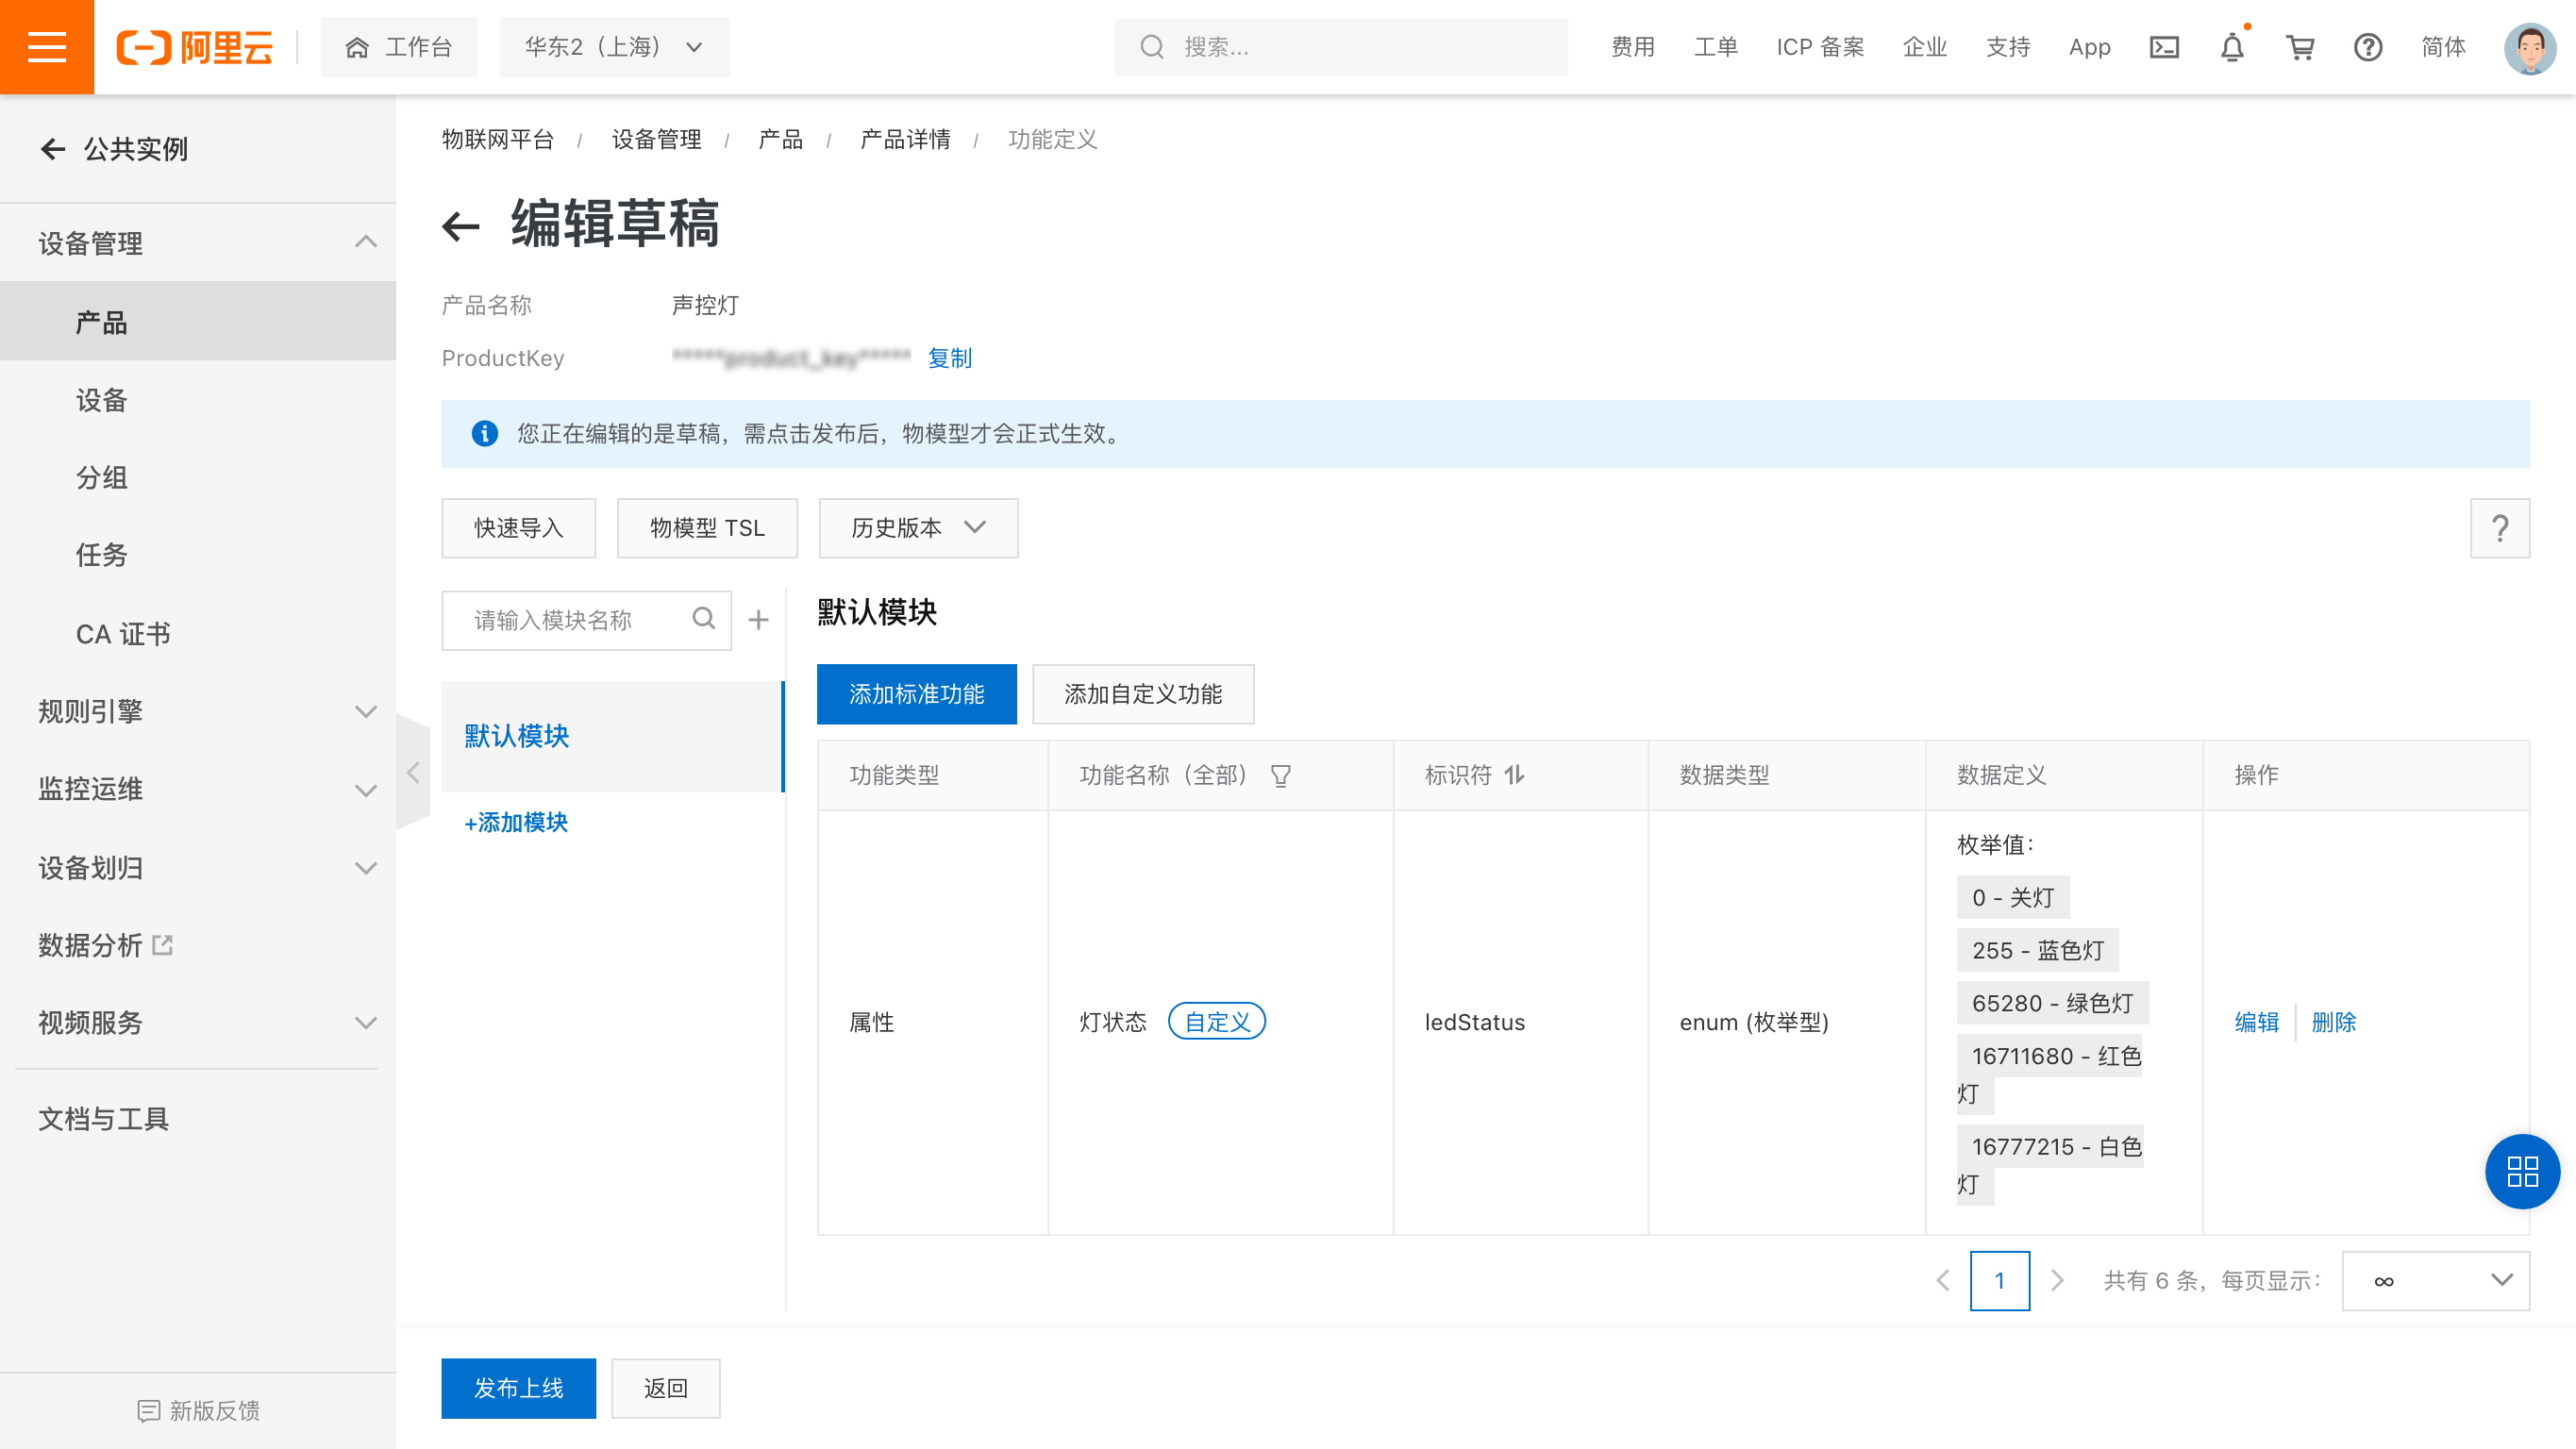 阿里云
工作台
华东2（上海）
搜索...
费用
工单
ICP 备案
企业
支持
App
简体
公共实例
设备管理
产品
设备
分组
任务
CA 证书
规则引擎
监控运维
设备划归
数据分析
视频服务
文档与工具
新版反馈
物联网平台 / 设备管理 / 产品 / 产品详情 / 功能定义
编辑草稿
产品名称 声控灯
ProductKey *****product_key***** 复制
您正在编辑的是草稿，需点击发布后，物模型才会正式生效。
快速导入 物模型 TSL 历史版本 ?
请输入模块名称 +
默认模块
+添加模块
默认模块
添加标准功能 添加自定义功能
功能类型 功能名称（全部） 标识符 数据类型 数据定义 操作
属性 灯状态 自定义 ledStatus enum (枚举型)
枚举值：
0 - 关灯
255 - 蓝色灯
65280 - 绿色灯
16711680 - 红色
灯
16777215 - 白色
灯
编辑 删除
1 共有 6 条，每页显示： ∞
发布上线 返回